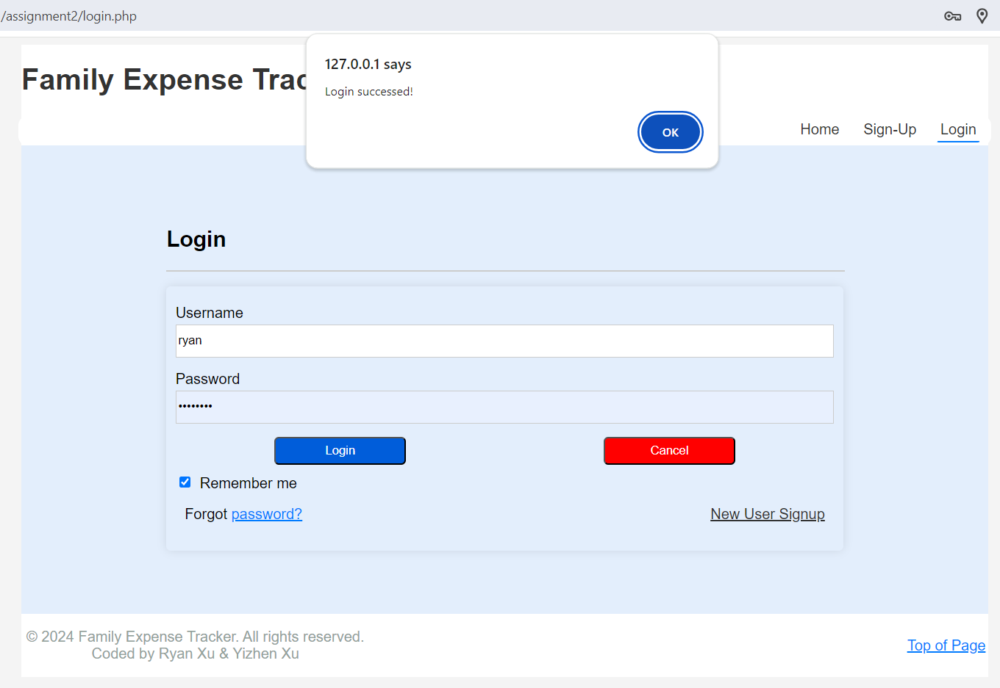 /assignment2/login.php
127.0.0.1 says
Login successed!
OK
Family Expense Trac
Home Sign-Up Login
Login
Username
ryan
Password
••••••••
Login Cancel
Remember me
Forgot password? New User Signup
© 2024 Family Expense Tracker. All rights reserved.
Coded by Ryan Xu & Yizhen Xu
Top of Page